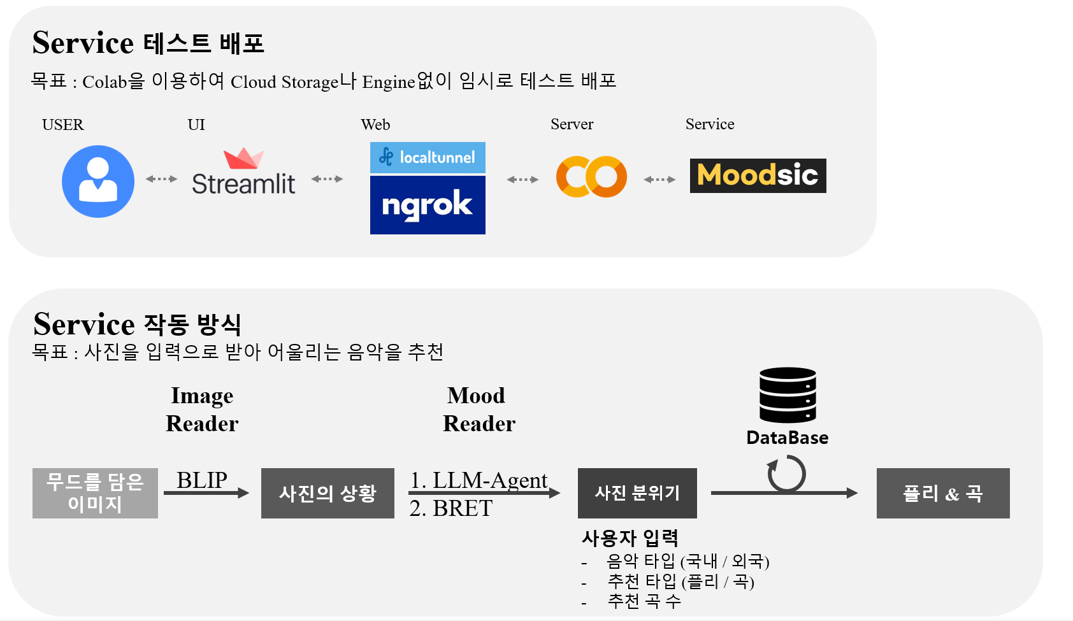 Service 테스트 배포
목표 : Colab을 이용하여 Cloud Storage나 Engine없이 임시로 테스트 배포
USER
UI
Web
Server
Service
Streamlit
localtunnel
ngrok
Moodsic
Service 작동 방식
목표 : 사진을 입력으로 받아 어울리는 음악을 추천
Image
Reader
Mood
Reader
DataBase
무드를 담은
이미지
BLIP
사진의 상황
1. LLM-Agent
2. BRET
사진 분위기
플리 & 곡
사용자 입력
- 음악 타입 (국내 / 외국)
- 추천 타입 (플리 / 곡)
- 추천 곡 수